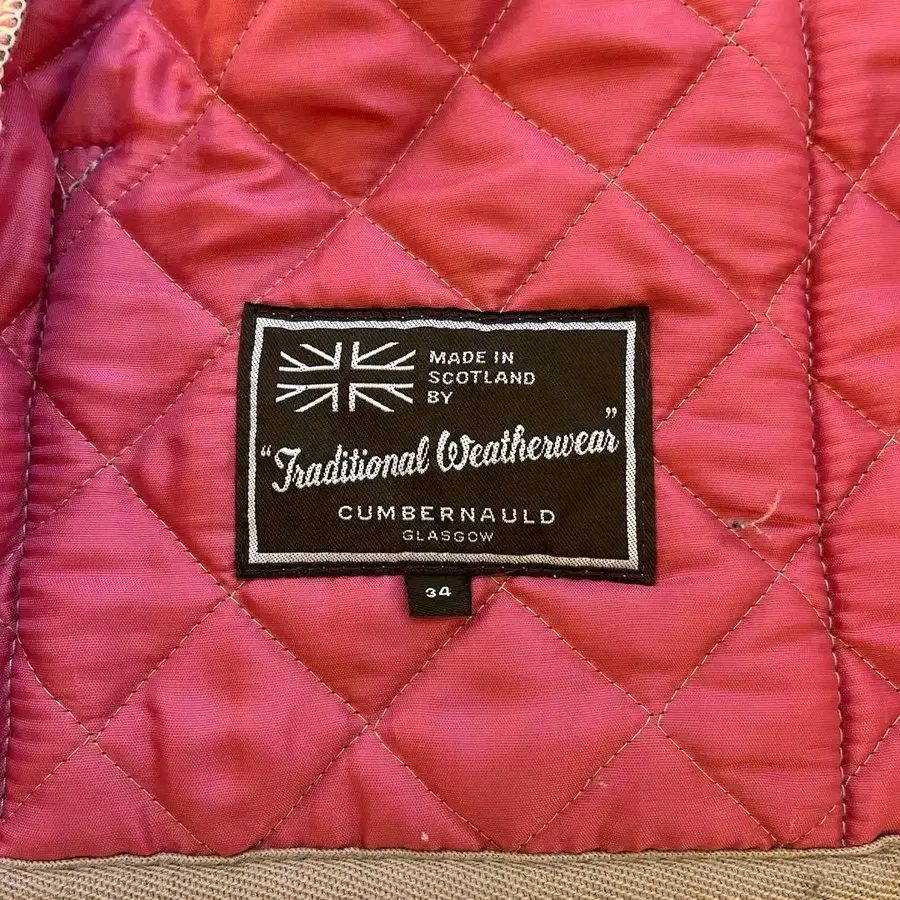 MADE IN
SCOTLAND
BY
"Traditional Weatherwear"
CUMBERNAULD
GLASGOW
34